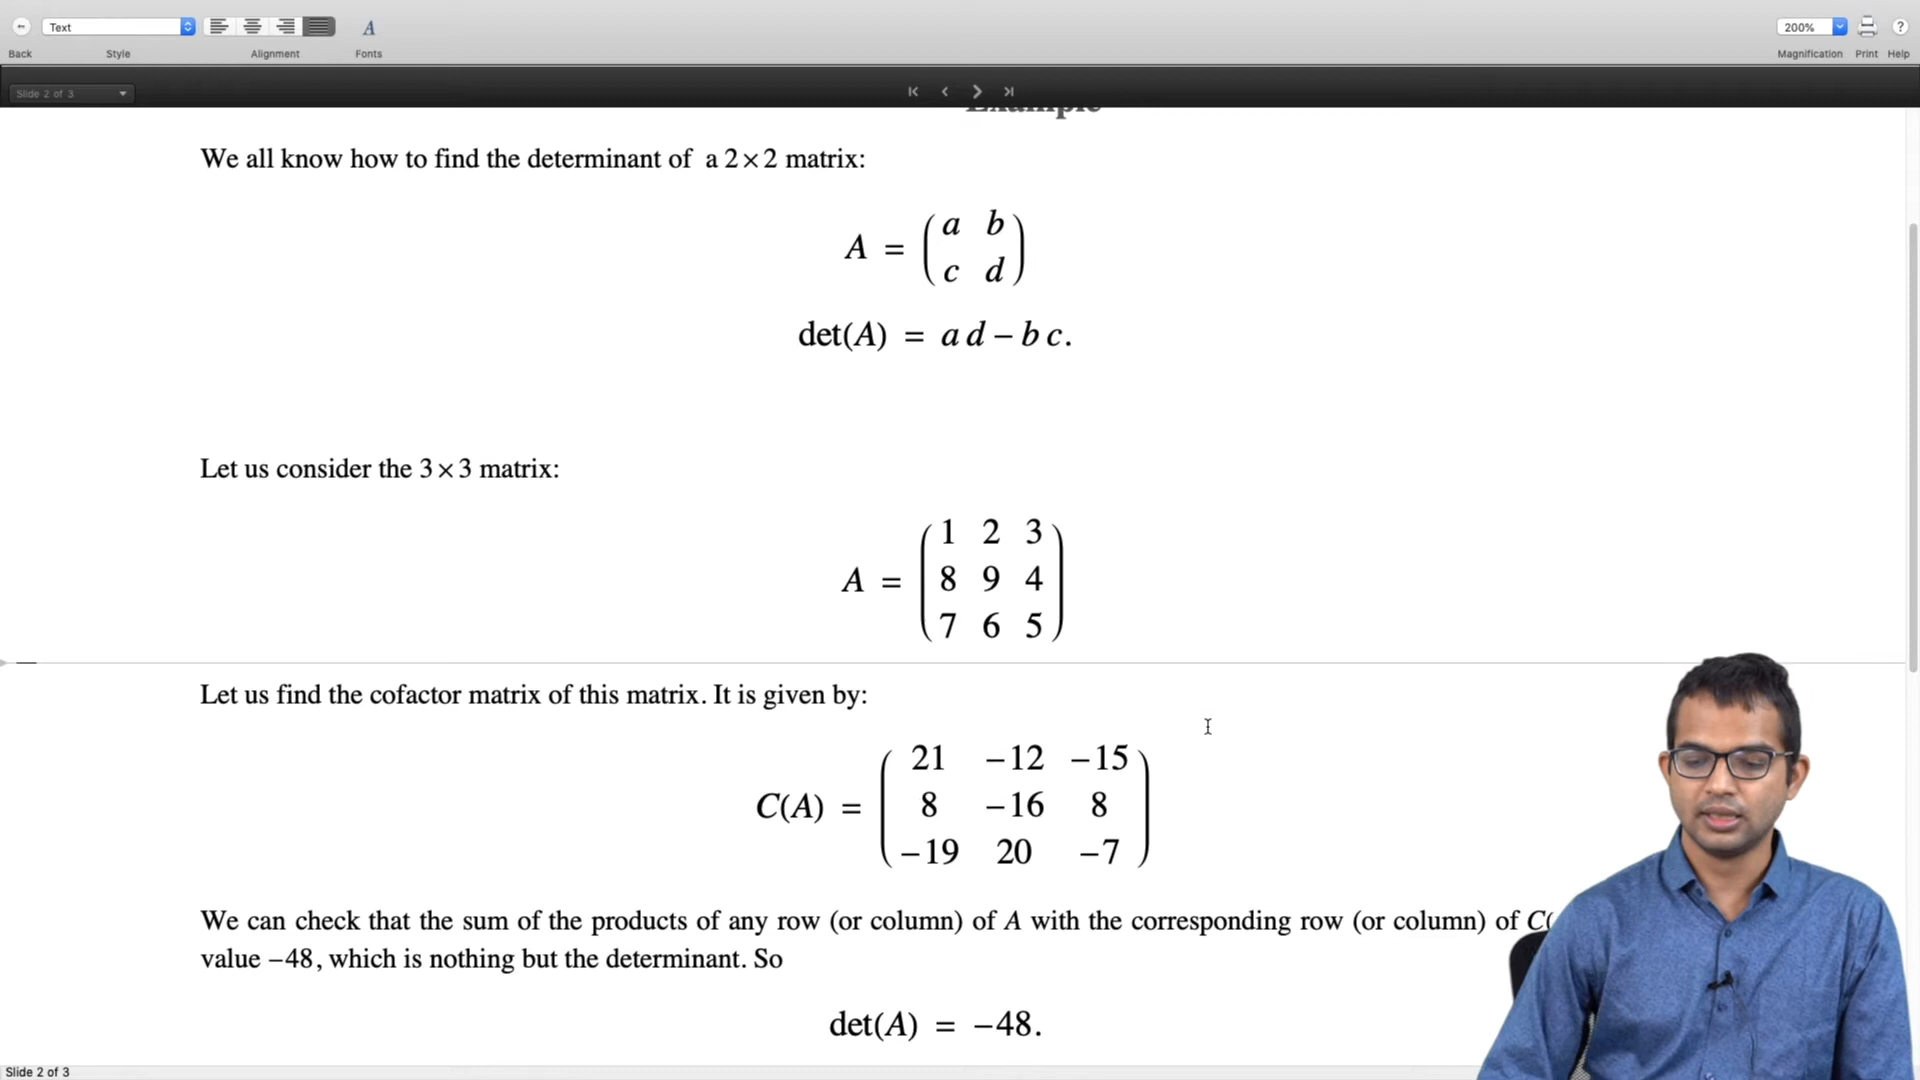 Text
200%
Back Style Alignment Fonts Magnification Print Help
Slide 2 of 3
Example
We all know how to find the determinant of a 2×2 matrix:
A = (a b
c d)
det(A) = a d − b c.
Let us consider the 3×3 matrix:
A = (1 2 3
8 9 4
7 6 5)
Let us find the cofactor matrix of this matrix. It is given by:
C(A) = (21 −12 −15
8 −16 8
−19 20 −7)
We can check that the sum of the products of any row (or column) of A with the corresponding row (or column) of C(
value −48, which is nothing but the determinant. So
det(A) = −48.
Slide 2 of 3